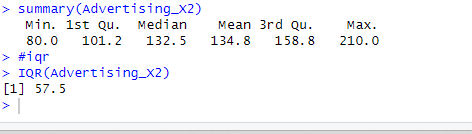 > summary(Advertising_X2)
   Min. 1st Qu.  Median    Mean 3rd Qu.    Max.
   80.0   101.2   132.5   134.8   158.8   210.0
> #iqr
> IQR(Advertising_X2)
[1] 57.5
>